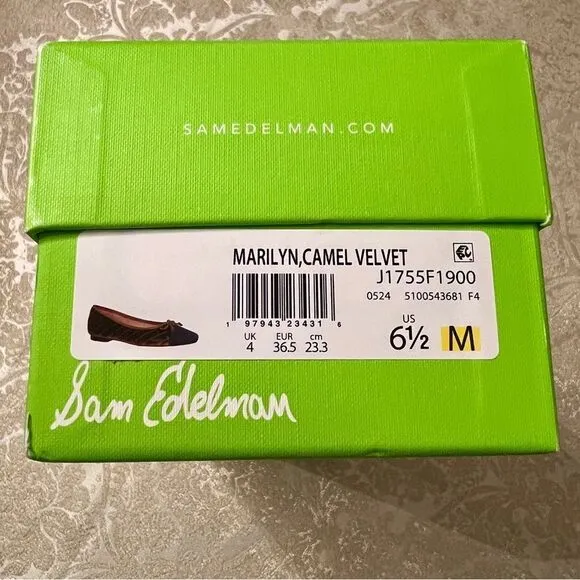 SAMEDELMAN.COM
MARILYN,CAMEL VELVET
J1755F1900
0524 5100543681 F4
1 97943 23431 6
UK EUR cm
4 36.5 23.3
US
6½ M
Sam Edelman